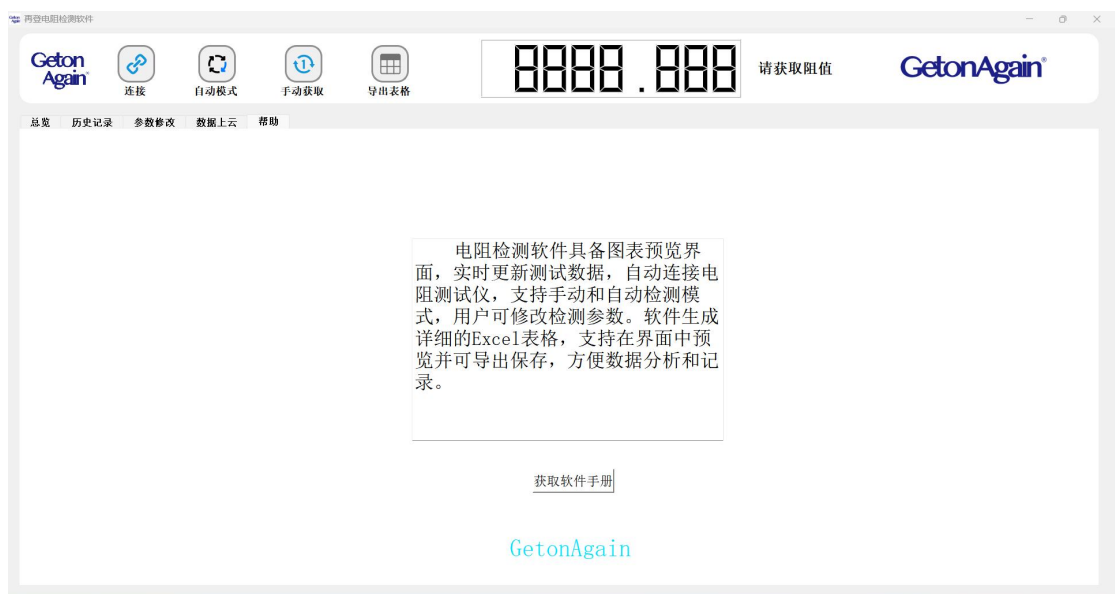 再登电阻检测软件
Geton
Again
连接
自动模式
手动获取
导出表格
8888.888
请获取阻值
GetonAgain®
总览
历史记录
参数修改
数据上云
帮助
电阻检测软件具备图表预览界
面，实时更新测试数据，自动连接电
阻测试仪，支持手动和自动检测模
式，用户可修改检测参数。软件生成
详细的Excel表格，支持在界面中预
览并可导出保存，方便数据分析和记
录。
获取软件手册
GetonAgain